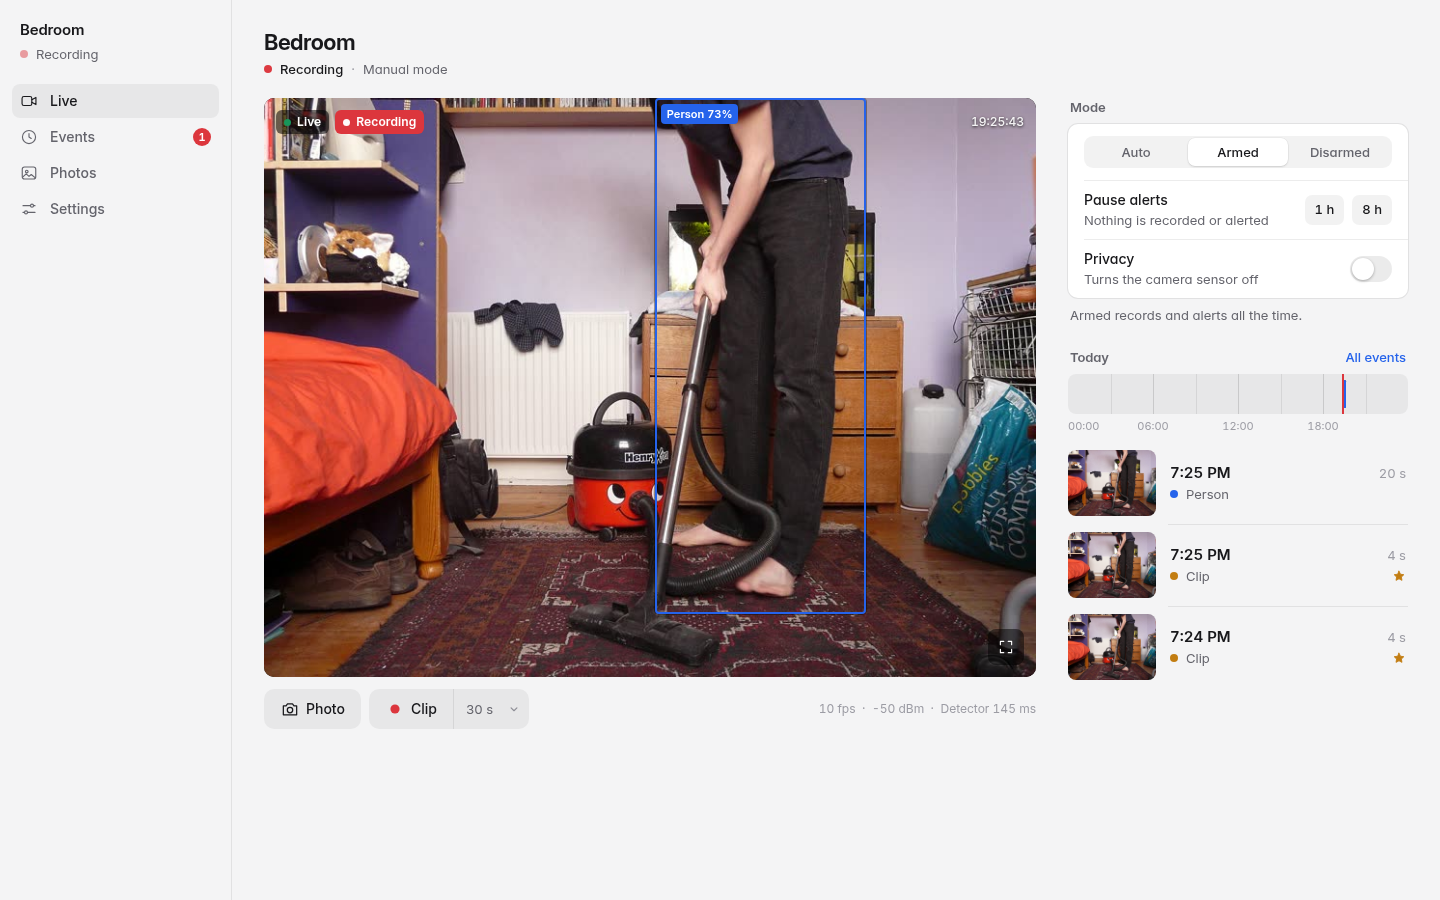 Bedroom
Recording
Live
Events 1
Photos
Settings
Bedroom
Recording · Manual mode
Live
Recording
Person 73%
19:25:43
Henry
Dobbies
Photo
Clip
30 s
10 fps · -50 dBm · Detector 145 ms
Mode
Auto
Armed
Disarmed
Pause alerts
Nothing is recorded or alerted
1 h
8 h
Privacy
Turns the camera sensor off
Armed records and alerts all the time.
Today
All events
00:00
06:00
12:00
18:00
7:25 PM
20 s
Person
7:25 PM
4 s
Clip
7:24 PM
4 s
Clip